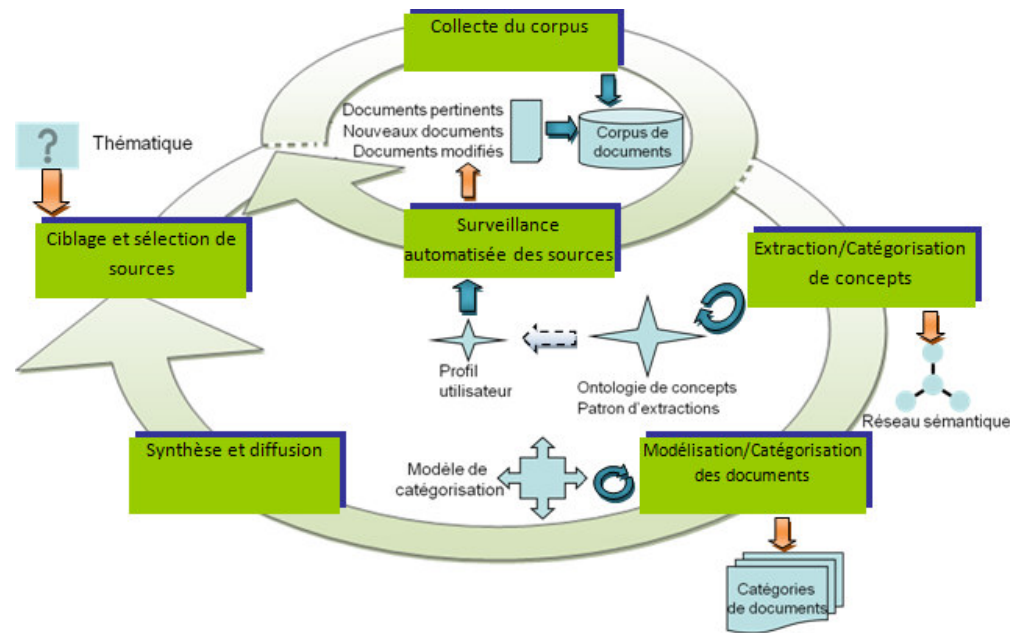 Collecte du corpus
Documents pertinents
Nouveaux documents
Documents modifiés
Corpus de
documents
?
Thématique
Ciblage et sélection de
sources
Surveillance
automatisée des sources
Extraction/Catégorisation
de concepts
Profil
utilisateur
Ontologie de concepts
Patron d'extractions
Réseau sémantique
Synthèse et diffusion
Modèle de
catégorisation
Modélisation/Catégorisation
des documents
Catégories
de documents